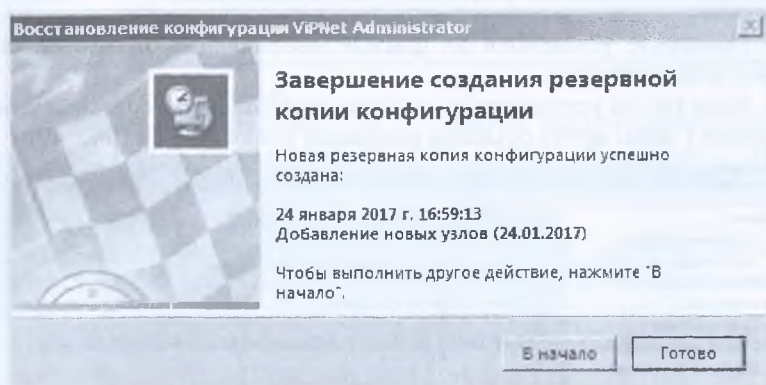 Восстановление конфигурации ViPNet Administrator
Завершение создания резервной
копии конфигурации
Новая резервная копия конфигурации успешно
создана:
24 января 2017 г. 16:59:13
Добавление новых узлов (24.01.2017)
Чтобы выполнить другое действие, нажмите "В
начало".
В начало
Готово